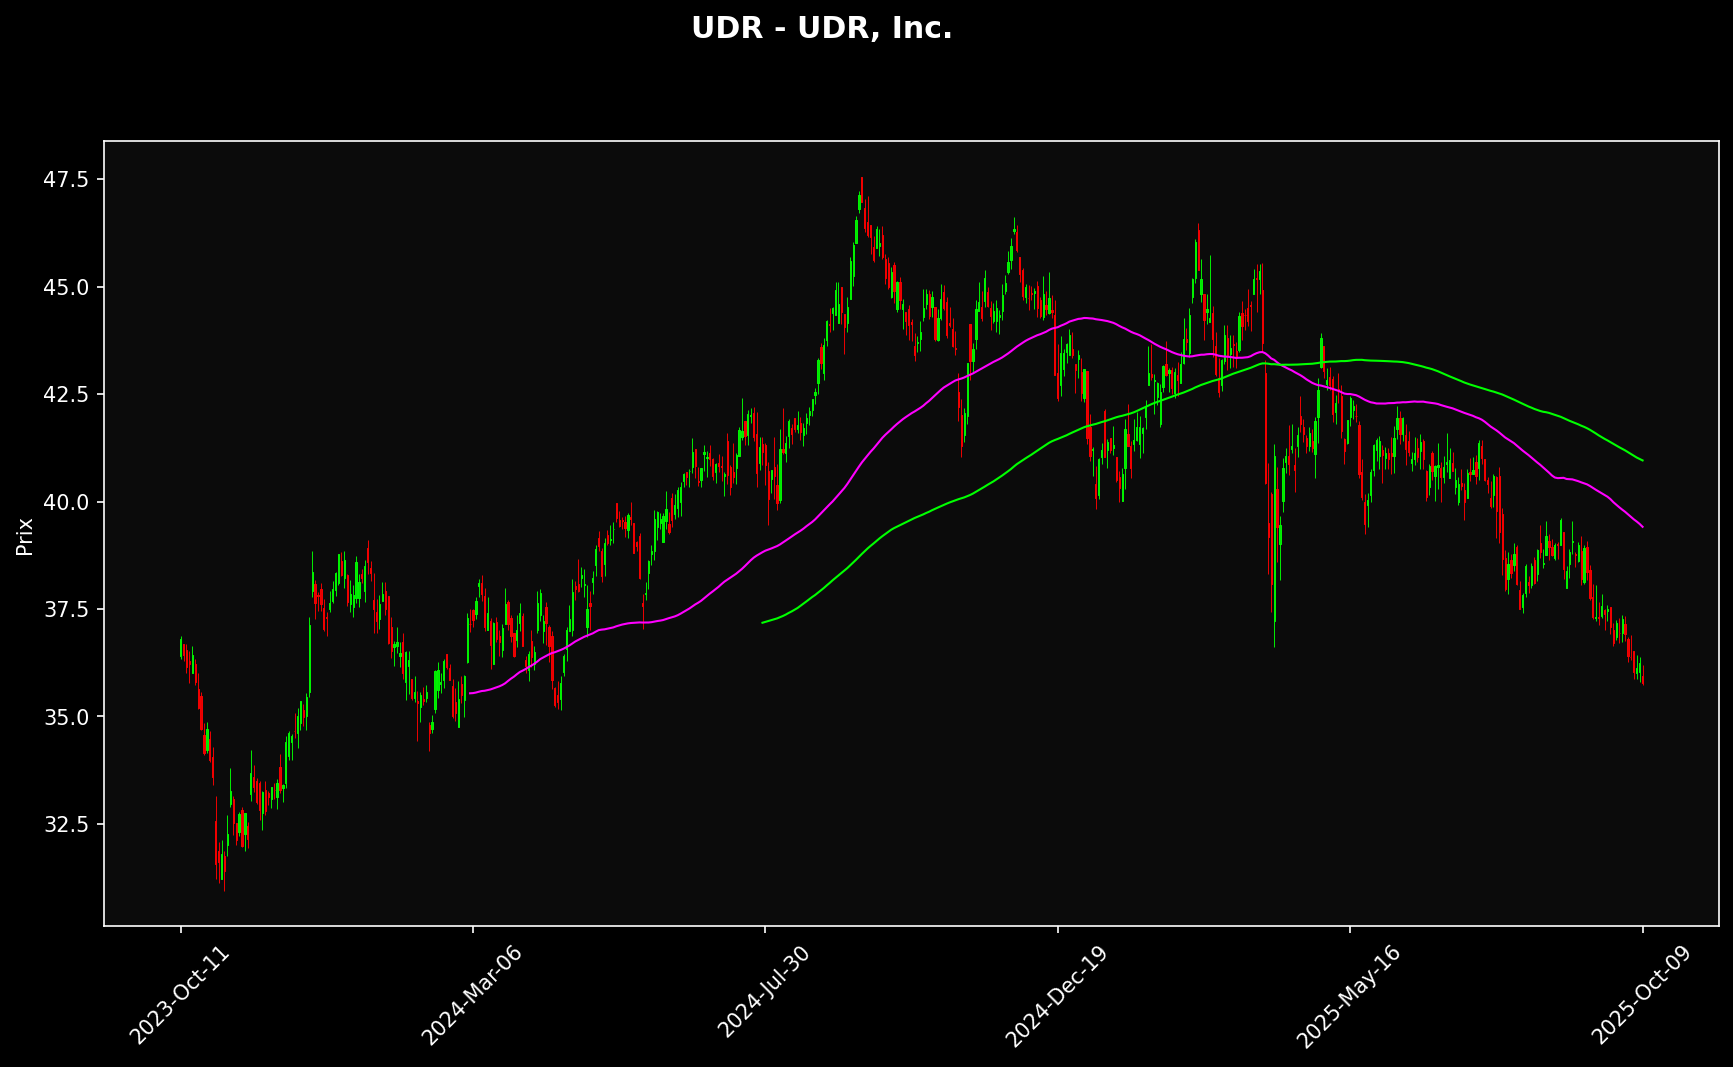 UDR - UDR, Inc.
Prix
47.5
45.0
42.5
40.0
37.5
35.0
32.5
2023-Oct-11
2024-Mar-06
2024-Jul-30
2024-Dec-19
2025-May-16
2025-Oct-09